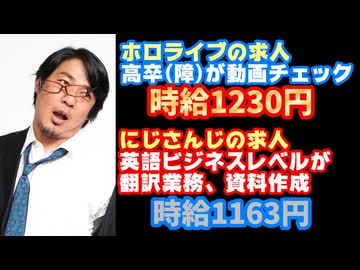 ホロライブの求人
高卒(障)が動画チェック
時給1230円
にじさんじの求人
英語ビジネスレベルが
翻訳業務、資料作成
時給1163円